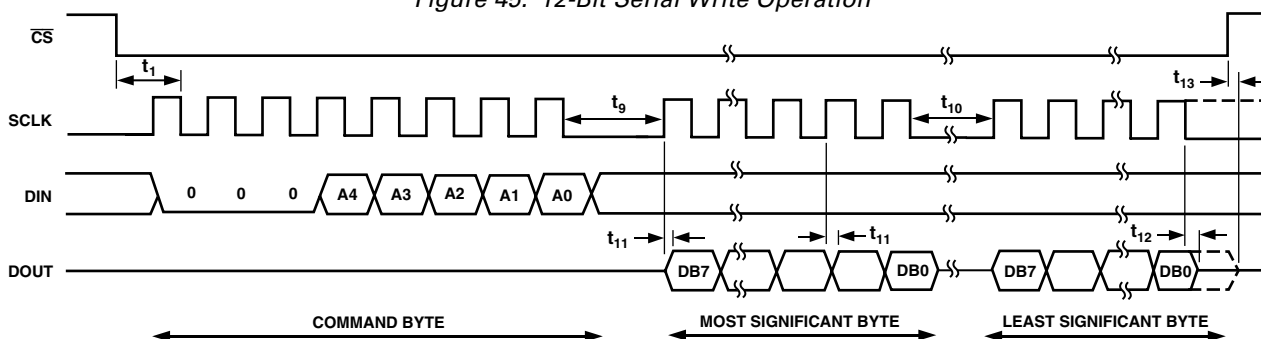 Figure 45. 12-Bit Serial Write Operation
CS
t1
t13
SCLK
t9
t10
DIN
0 0 0 A4 A3 A2 A1 A0
t11
t11
t12
DOUT
DB7 DB0 DB7 DB0
COMMAND BYTE MOST SIGNIFICANT BYTE LEAST SIGNIFICANT BYTE